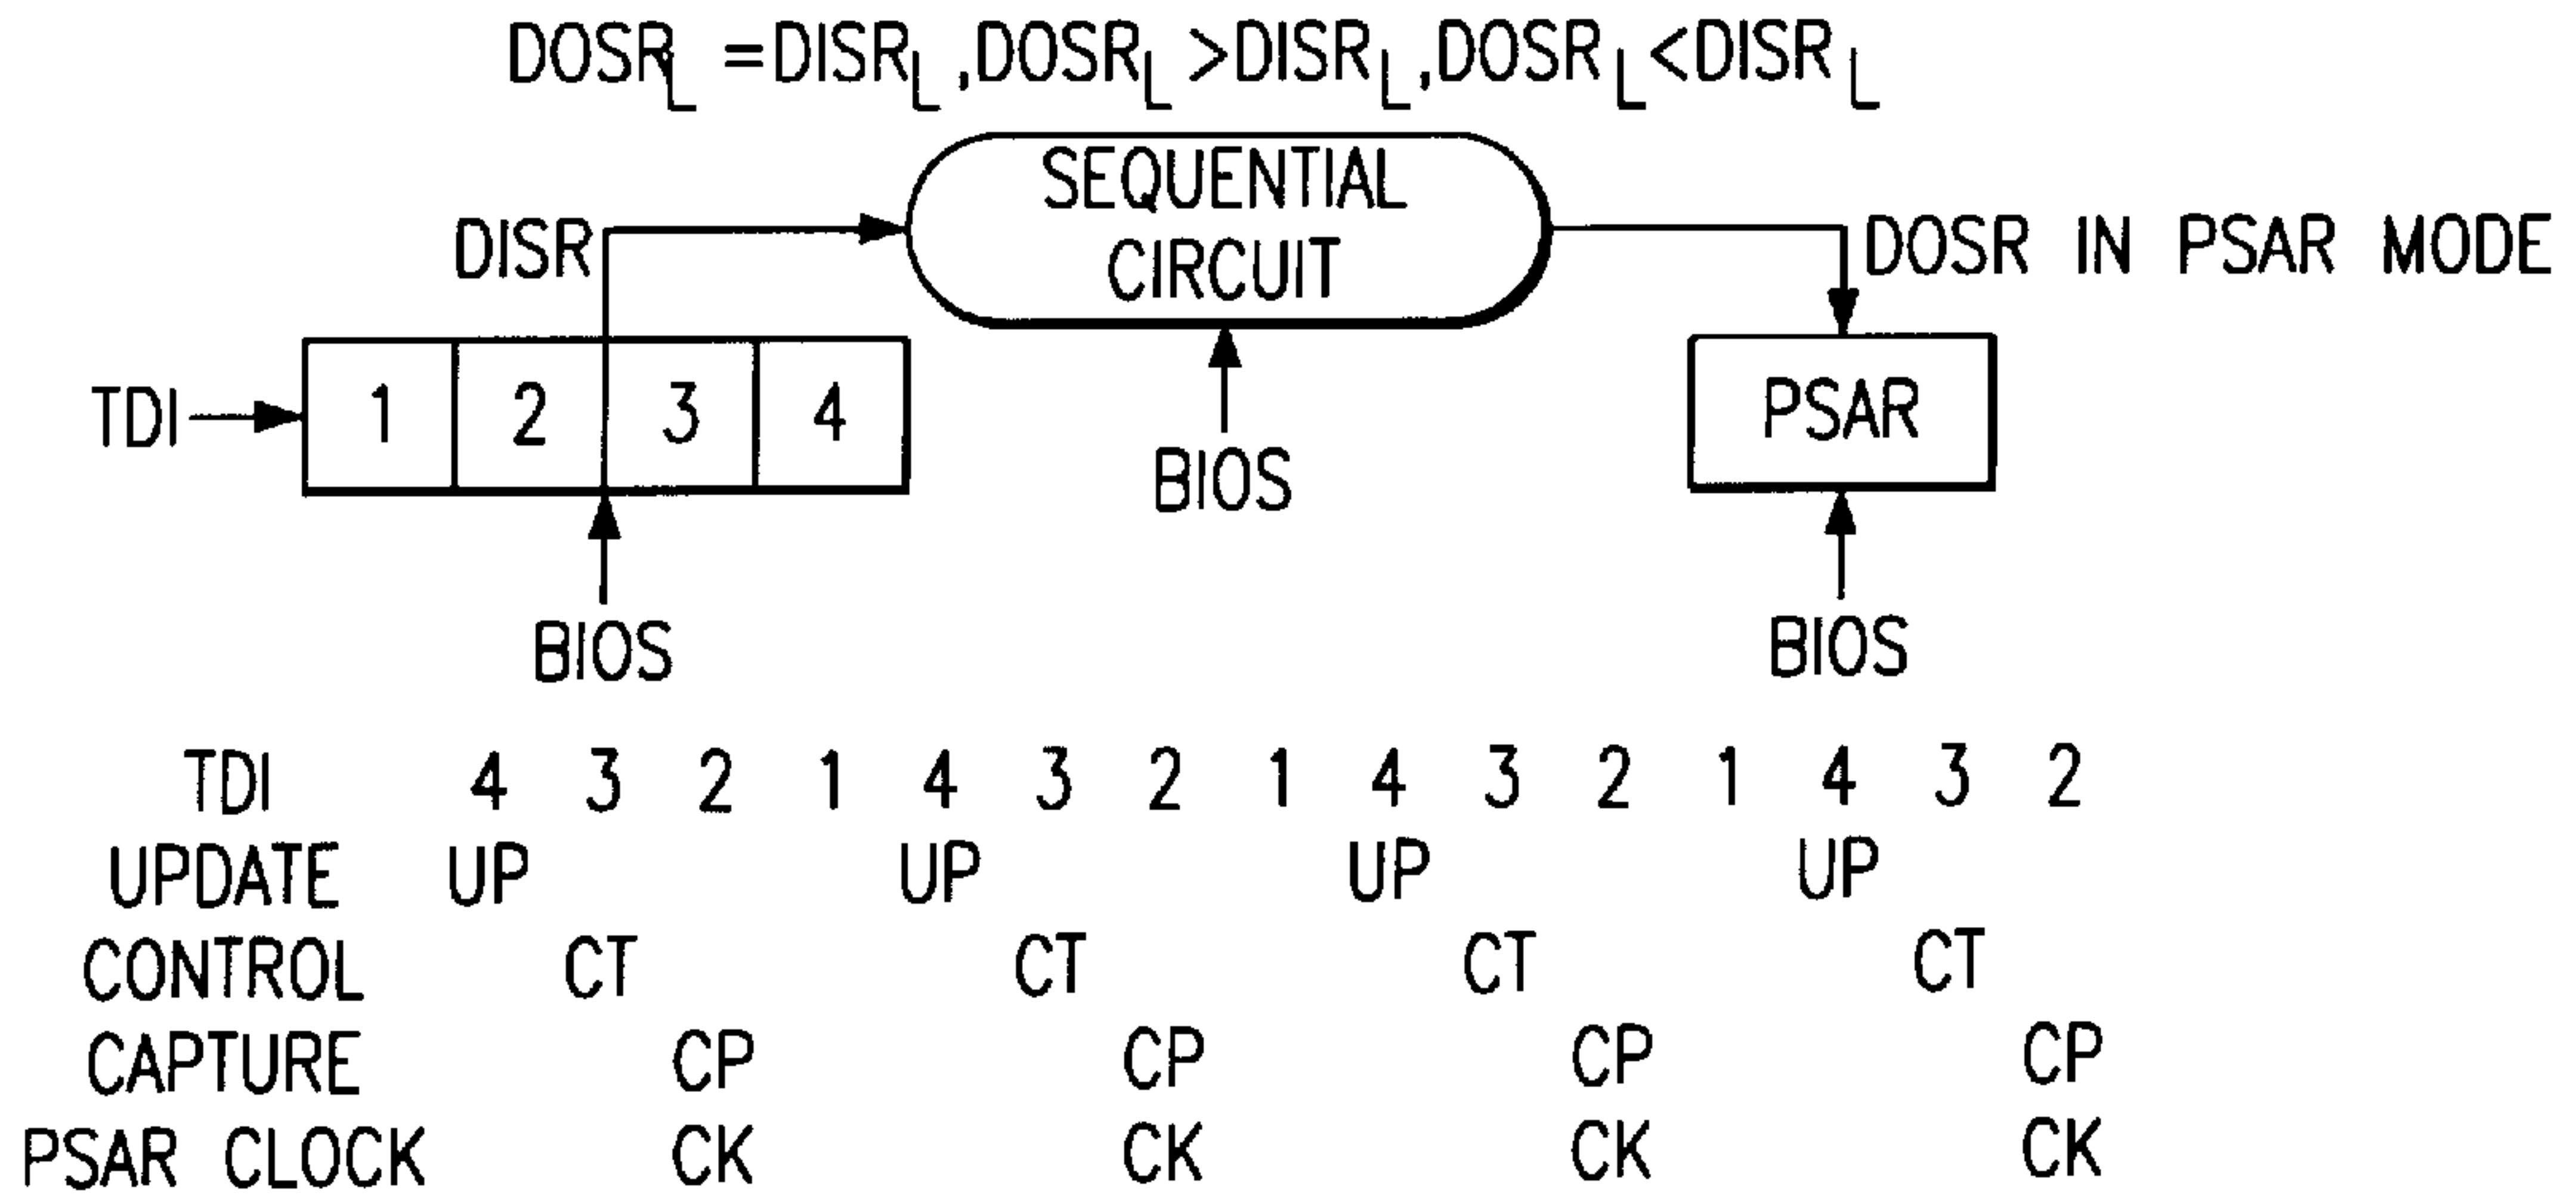 DOSRL =DISRL ,DOSRL >DISRL ,DOSRL <DISRL
SEQUENTIAL
CIRCUIT
DISR
DOSR IN PSAR MODE
TDI
1 2 3 4
PSAR
BIOS
BIOS
BIOS
TDI 4 3 2 1 4 3 2 1 4 3 2 1 4 3 2
UPDATE UP UP UP UP
CONTROL CT CT CT CT
CAPTURE CP CP CP CP
PSAR CLOCK CK CK CK CK